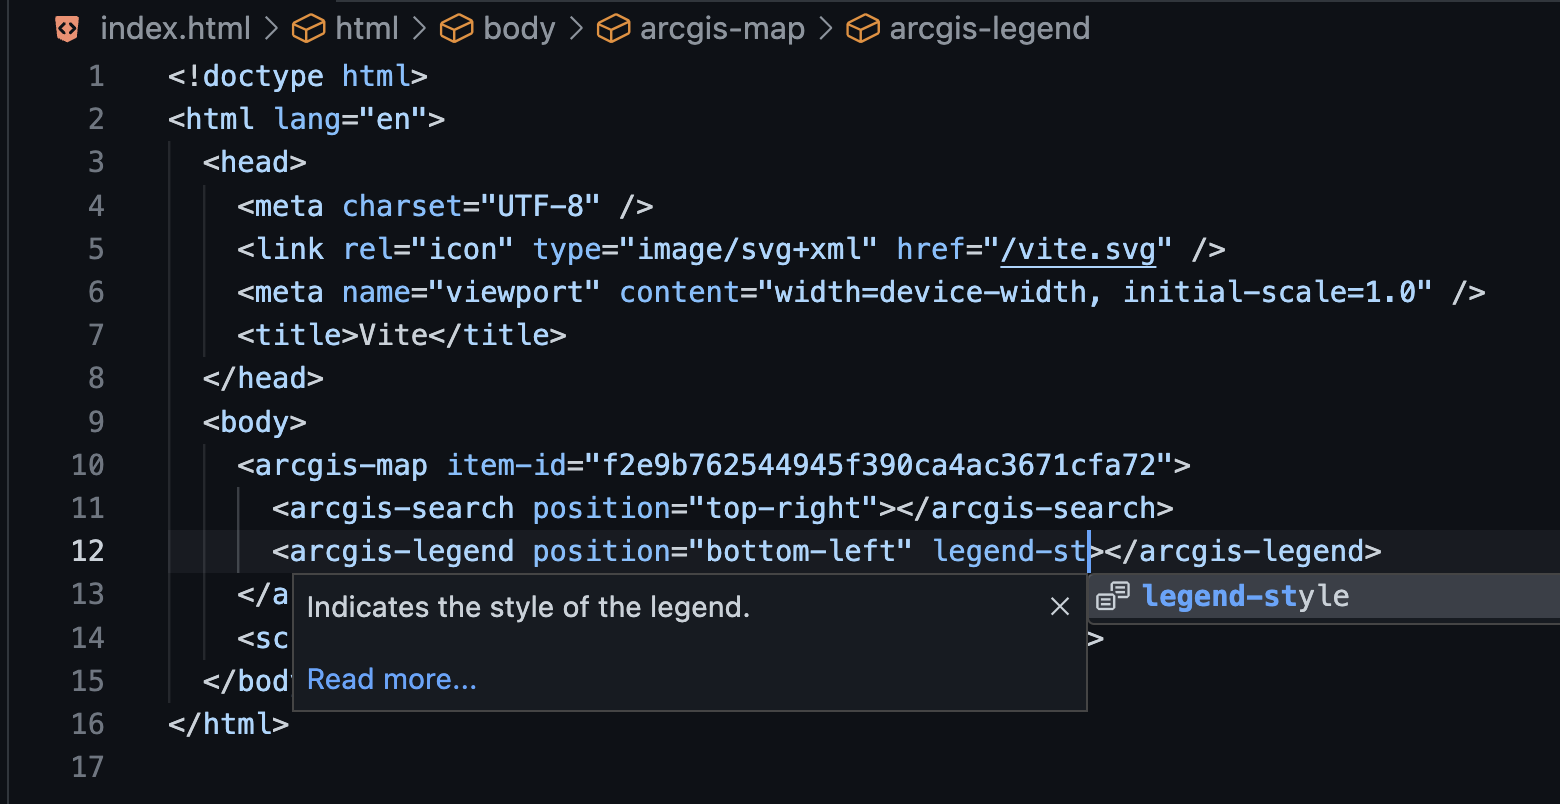 index.html > html > body > arcgis-map > arcgis-legend
1 <!doctype html>
2 <html lang="en">
3 <head>
4 <meta charset="UTF-8" />
5 <link rel="icon" type="image/svg+xml" href="/vite.svg" />
6 <meta name="viewport" content="width=device-width, initial-scale=1.0" />
7 <title>Vite</title>
8 </head>
9 <body>
10 <arcgis-map item-id="f2e9b762544945f390ca4ac3671cfa72">
11 <arcgis-search position="top-right"></arcgis-search>
12 <arcgis-legend position="bottom-left" legend-st></arcgis-legend>
13 </a
Indicates the style of the legend.
legend-style
14 <sc >
15 </bod
Read more...
16 </html>
17